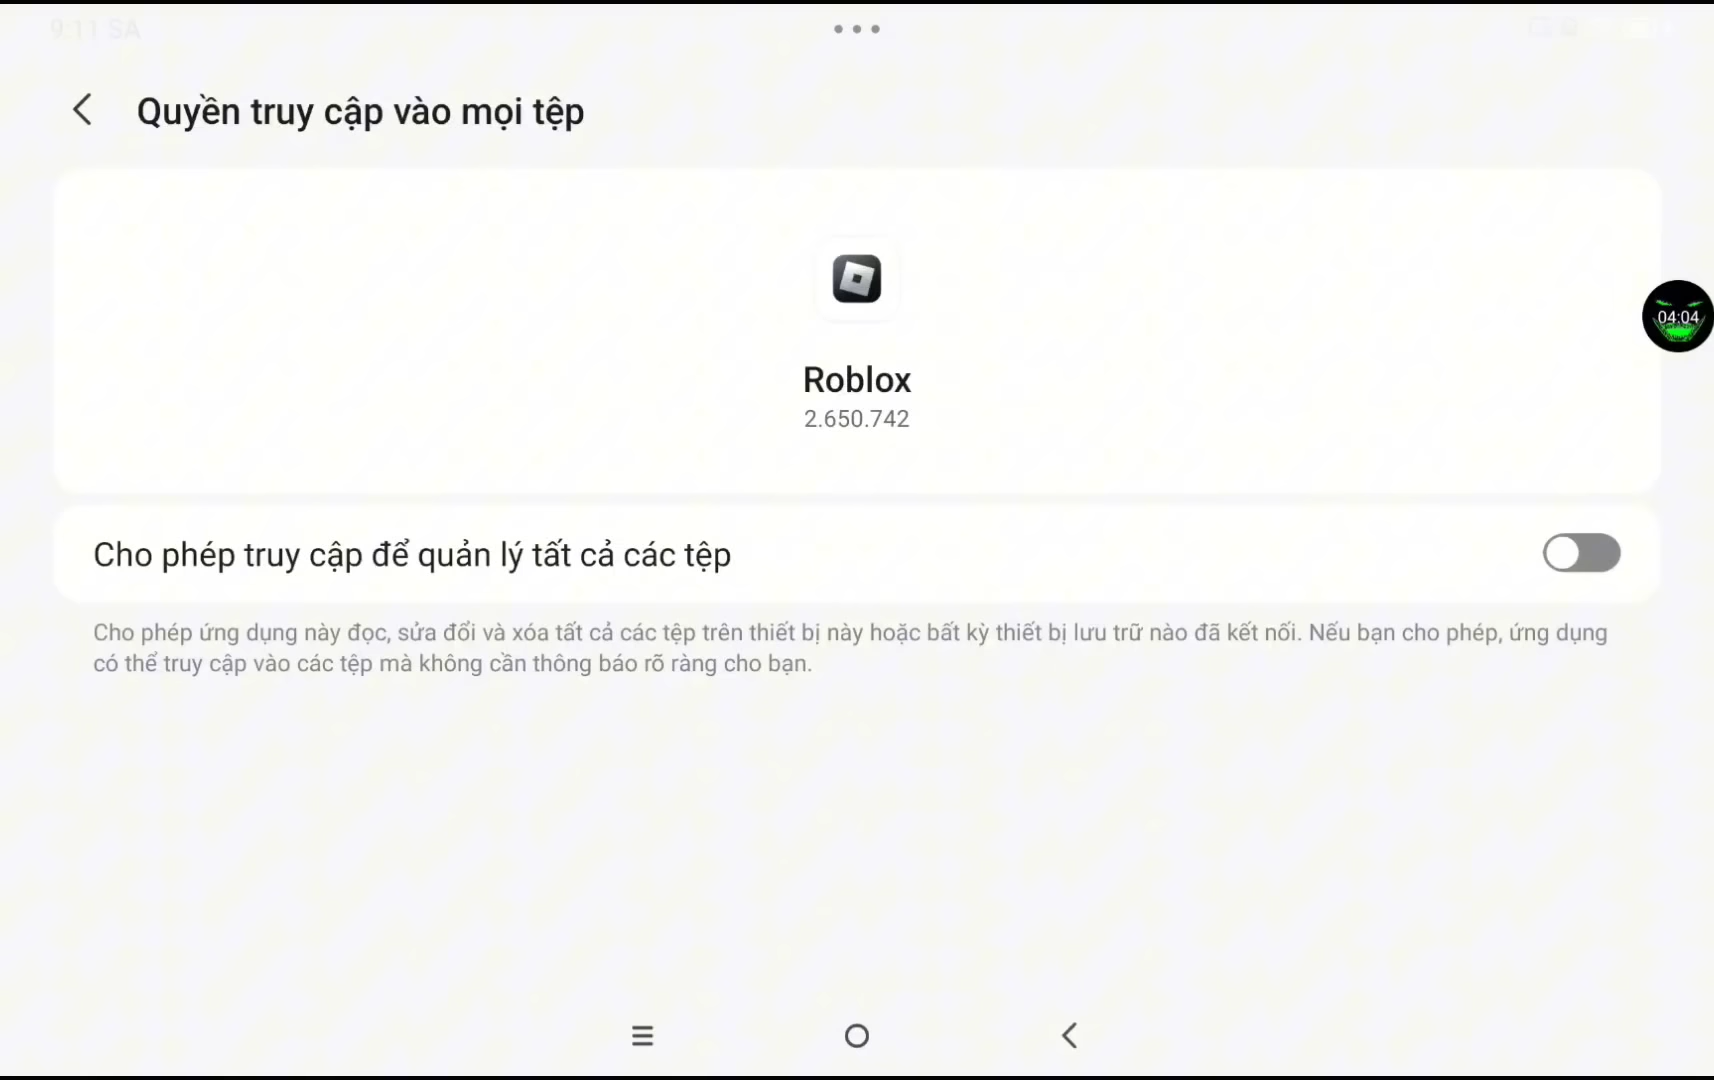 9:11 SA
Quyền truy cập vào mọi tệp
04:04
Roblox
2.650.742
Cho phép truy cập để quản lý tất cả các tệp
Cho phép ứng dụng này đọc, sửa đổi và xóa tất cả các tệp trên thiết bị này hoặc bất kỳ thiết bị lưu trữ nào đã kết nối. Nếu bạn cho phép, ứng dụng
có thể truy cập vào các tệp mà không cần thông báo rõ ràng cho bạn.